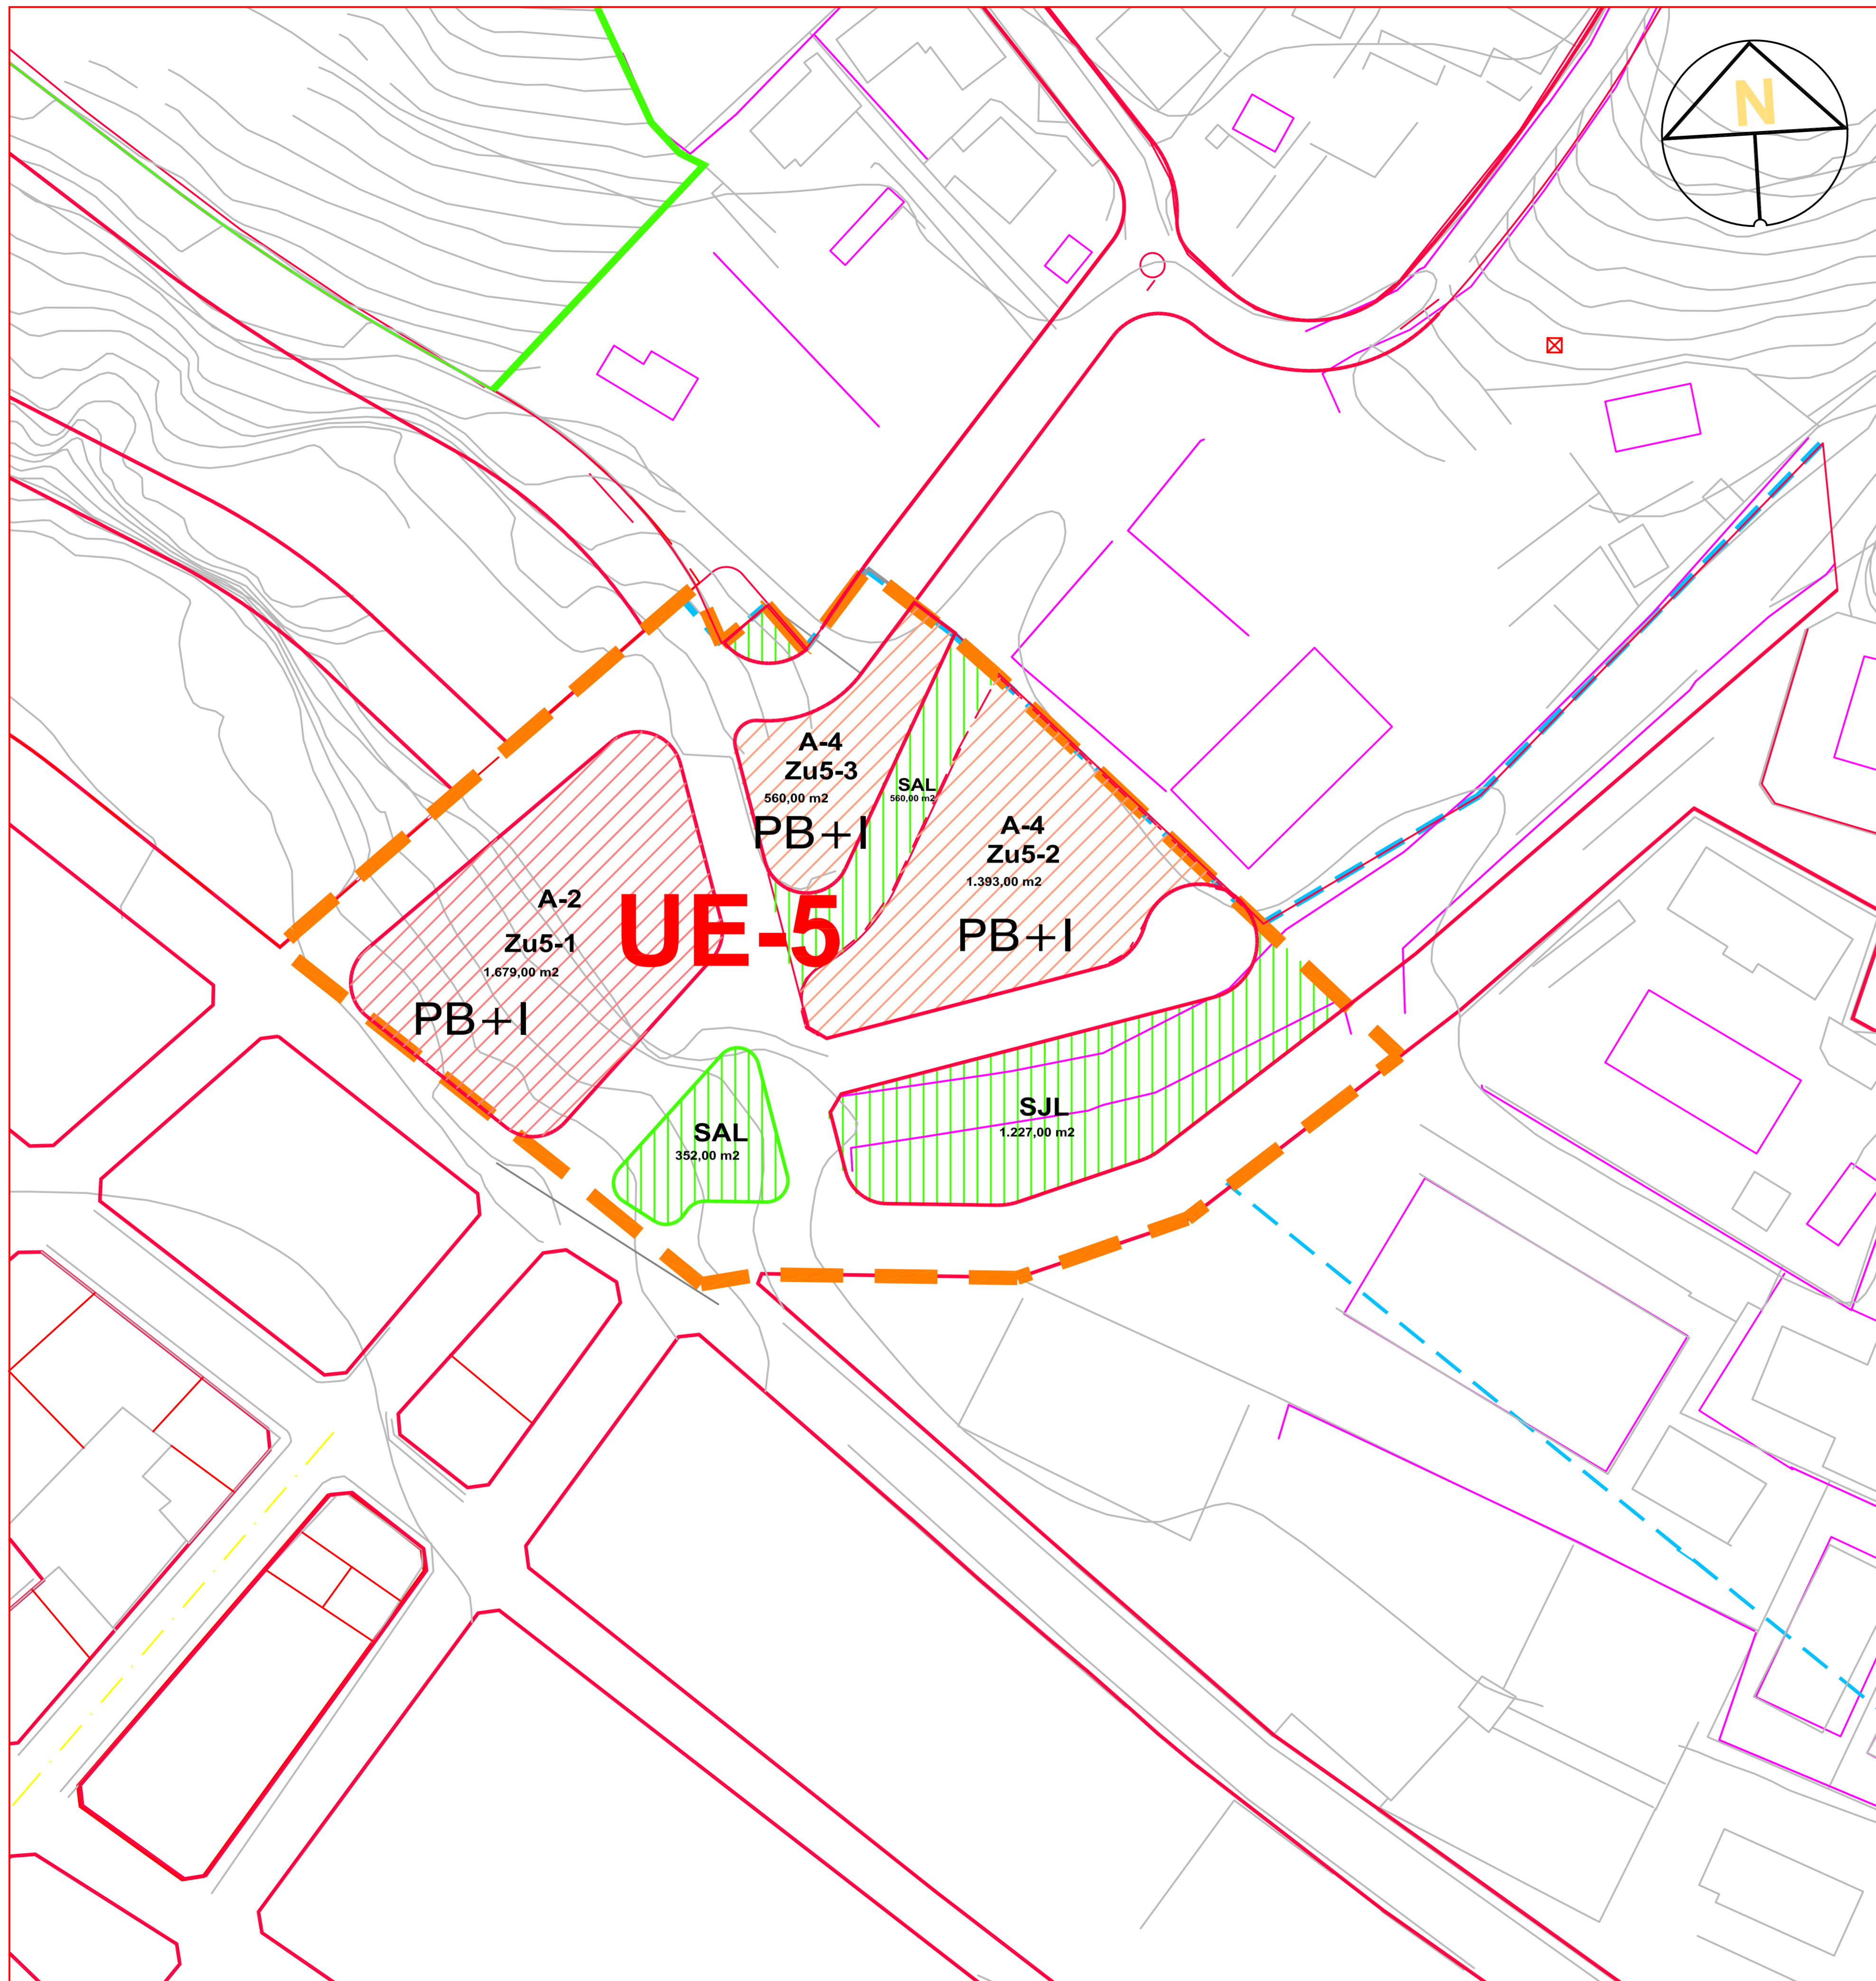 N
A-4
Zu5-3
560,00 m2
PB+I
SAL
560,00 m2
A-4
Zu5-2
1.393,00 m2
PB+I
A-2
Zu5-1
1.679,00 m2
PB+I
UE-5
SAL
352,00 m2
SJL
1.227,00 m2